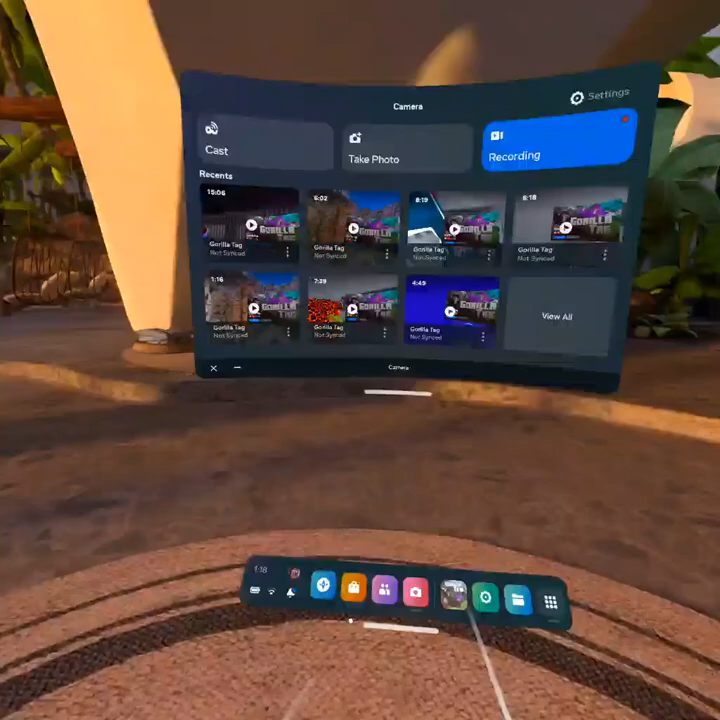 Camera
Settings
Cast
Take Photo
Recording
Recents
15:06
Gorilla Tag
Not Synced
6:02
Gorilla Tag
Not Synced
8:19
Gorilla Tag
Not Synced
6:18
Gorilla Tag
Not Synced
1:16
Gorilla Tag
Not Synced
7:39
Gorilla Tag
Not Synced
4:49
Gorilla Tag
Not Synced
View All
Camera
1:18